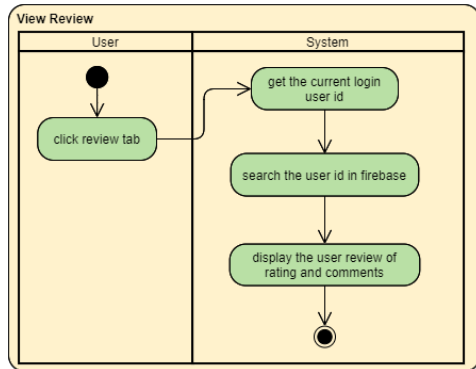 View Review
User
System
get the current login
user id
click review tab
search the user id in firebase
display the user review of
rating and comments